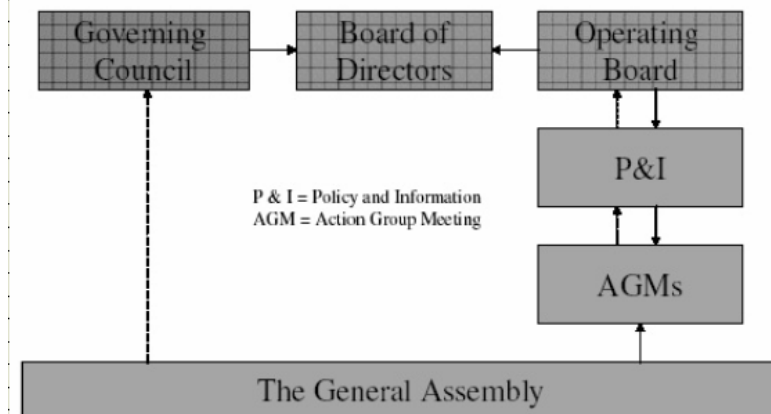 Governing
Council
Board of
Directors
Operating
Board
P&I
P & I = Policy and Information
AGM = Action Group Meeting
AGMs
The General Assembly